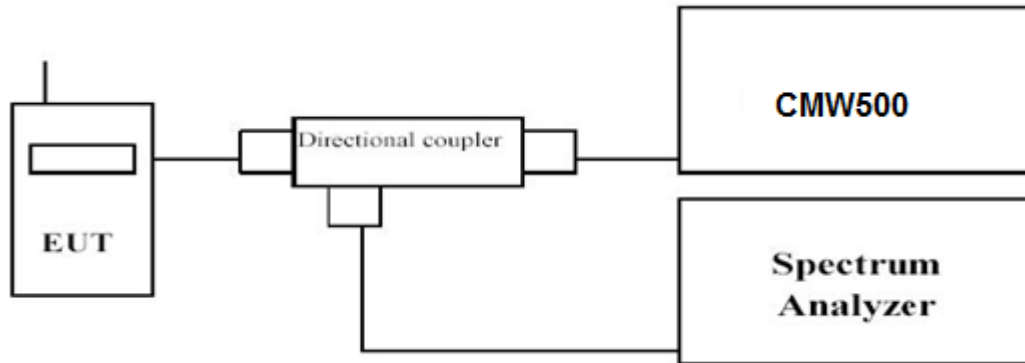 EUT
Directional coupler
CMW500
Spectrum
Analyzer